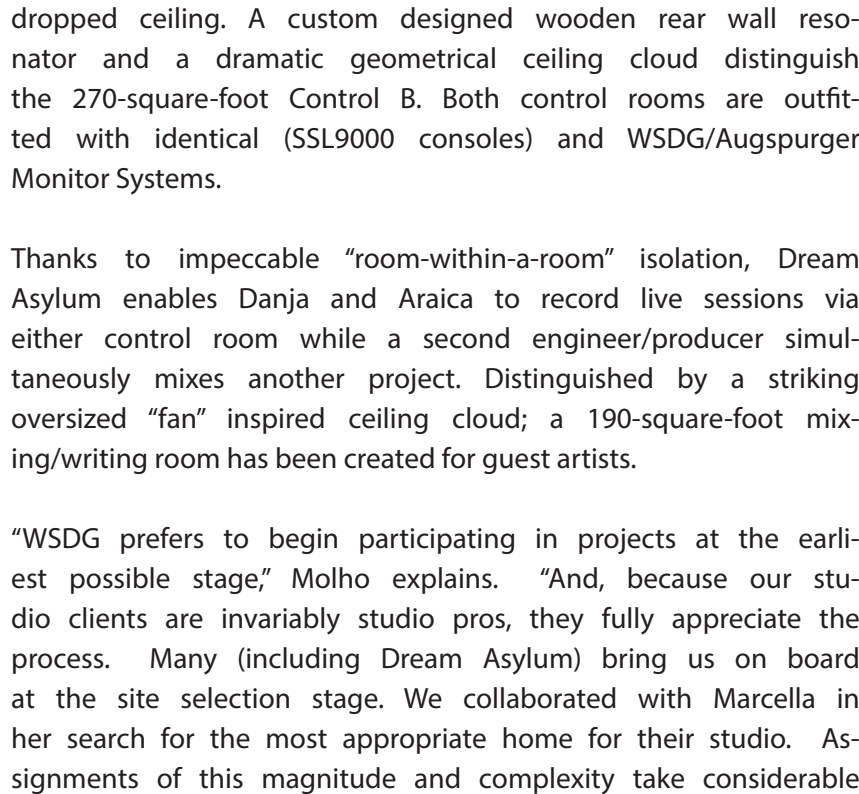 dropped ceiling. A custom designed wooden rear wall reso-
nator and a dramatic geometrical ceiling cloud distinguish
the 270-square-foot Control B. Both control rooms are outfit-
ted with identical (SSL9000 consoles) and WSDG/Augspurger
Monitor Systems.
Thanks to impeccable “room-within-a-room” isolation, Dream
Asylum enables Danja and Araica to record live sessions via
either control room while a second engineer/producer simul-
taneously mixes another project. Distinguished by a striking
oversized “fan” inspired ceiling cloud; a 190-square-foot mix-
ing/writing room has been created for guest artists.
“WSDG prefers to begin participating in projects at the earli-
est possible stage,” Molho explains. “And, because our stu-
dio clients are invariably studio pros, they fully appreciate the
process. Many (including Dream Asylum) bring us on board
at the site selection stage. We collaborated with Marcella in
her search for the most appropriate home for their studio. As-
signments of this magnitude and complexity take considerable